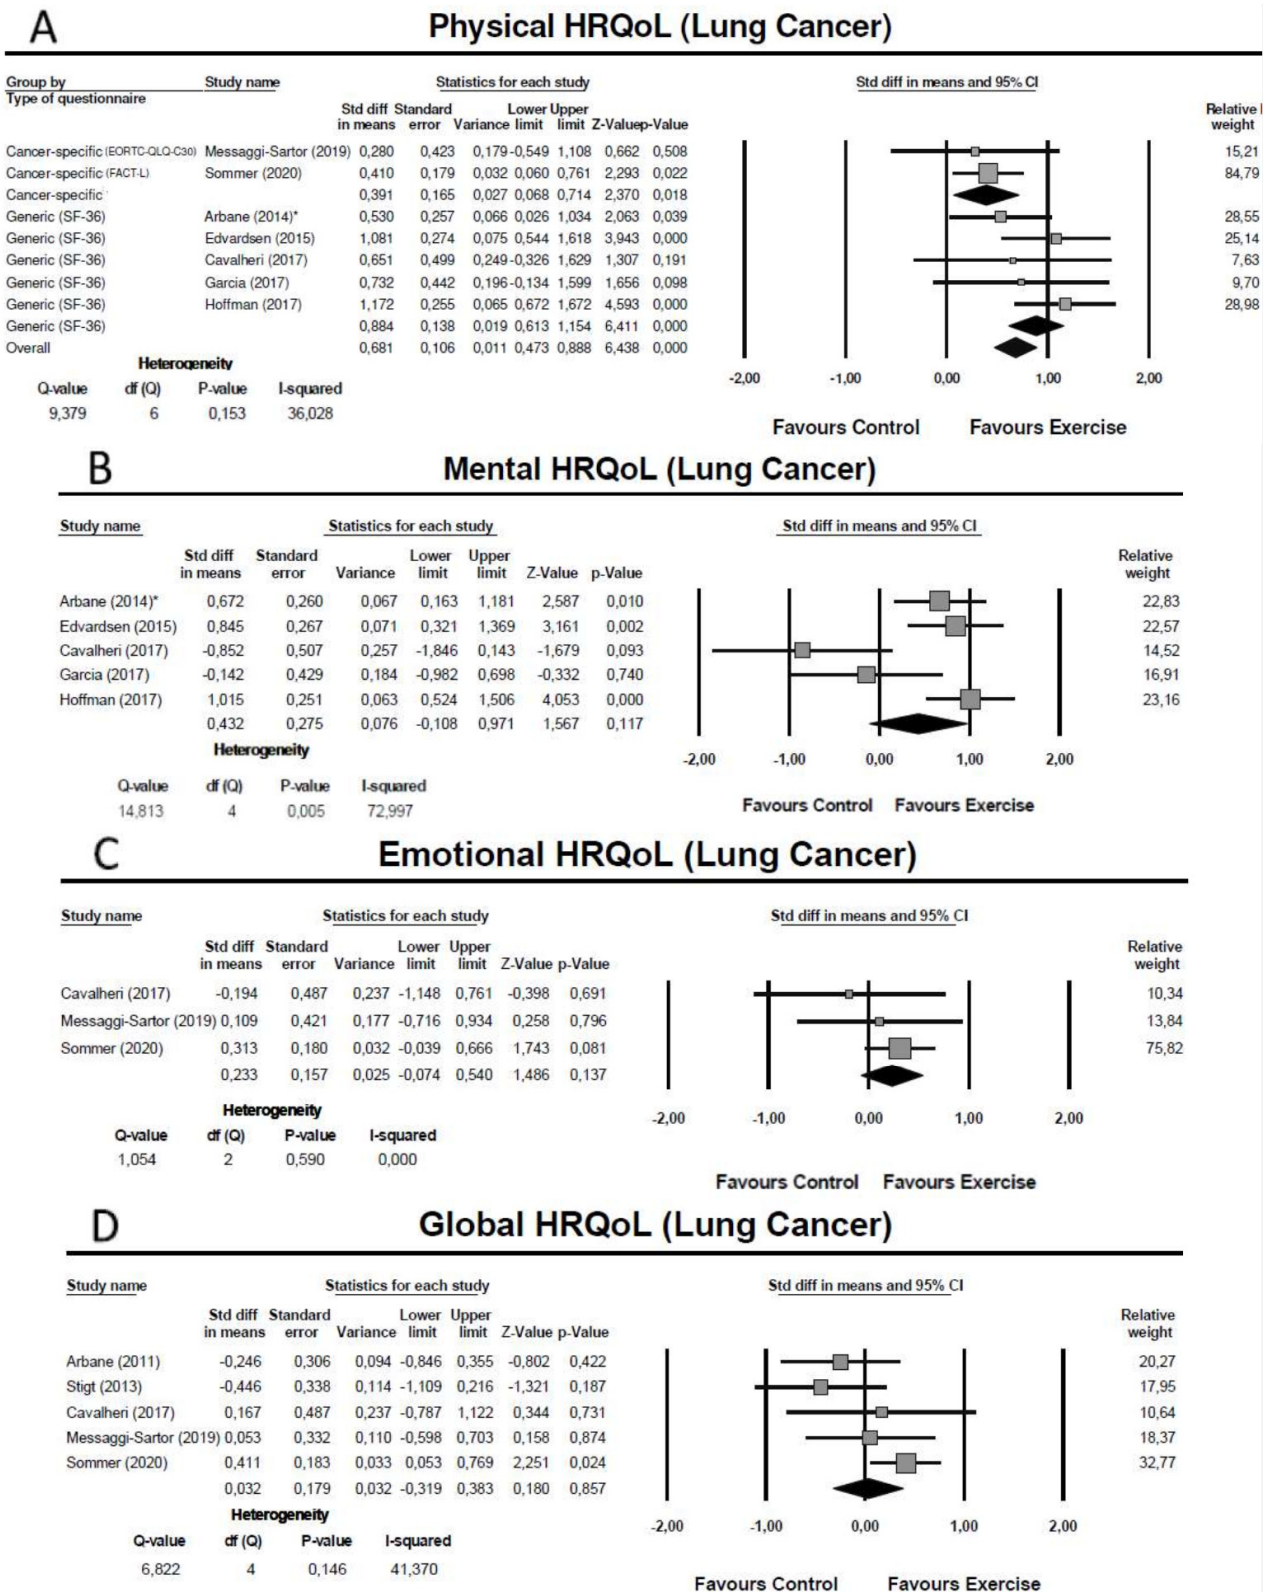 A
Physical HRQoL (Lung Cancer)
Group by Study name Statistics for each study Std diff in means and 95% CI
Type of questionnaire
Std diff Standard Lower Upper Relative
in means error Variance limit limit Z-Value p-Value weight
Cancer-specific (EORTC-QLQ-C30) Messaggi-Sartor (2019) 0,280 0,423 0,179 -0,549 1,108 0,662 0,508 15,21
Cancer-specific (FACT-L) Sommer (2020) 0,410 0,179 0,032 0,060 0,761 2,293 0,022 84,79
Cancer-specific 0,391 0,165 0,027 0,068 0,714 2,370 0,018
Generic (SF-36) Arbane (2014)* 0,530 0,257 0,066 0,026 1,034 2,063 0,039 28,55
Generic (SF-36) Edvardsen (2015) 1,081 0,274 0,075 0,544 1,618 3,943 0,000 25,14
Generic (SF-36) Cavalheri (2017) 0,651 0,499 0,249 -0,326 1,629 1,307 0,191 7,63
Generic (SF-36) Garcia (2017) 0,732 0,442 0,196 -0,134 1,599 1,656 0,098 9,70
Generic (SF-36) Hoffman (2017) 1,172 0,255 0,065 0,672 1,672 4,593 0,000 28,98
Generic (SF-36) 0,884 0,138 0,019 0,613 1,154 6,411 0,000
Overall 0,681 0,106 0,011 0,473 0,888 6,438 0,000
Heterogeneity
-2,00 -1,00 0,00 1,00 2,00
Q-value df (Q) P-value I-squared
9,379 6 0,153 36,028
Favours Control Favours Exercise
B
Mental HRQoL (Lung Cancer)
Study name Statistics for each study Std diff in means and 95% CI
Std diff Standard Lower Upper Relative
in means error Variance limit limit Z-Value p-Value weight
Arbane (2014)* 0,672 0,260 0,067 0,163 1,181 2,587 0,010 22,83
Edvardsen (2015) 0,845 0,267 0,071 0,321 1,369 3,161 0,002 22,57
Cavalheri (2017) -0,852 0,507 0,257 -1,846 0,143 -1,679 0,093 14,52
Garcia (2017) -0,142 0,429 0,184 -0,982 0,698 -0,332 0,740 16,91
Hoffman (2017) 1,015 0,251 0,063 0,524 1,506 4,053 0,000 23,16
0,432 0,275 0,076 -0,108 0,971 1,567 0,117
Heterogeneity
-2,00 -1,00 0,00 1,00 2,00
Q-value df (Q) P-value I-squared
14,813 4 0,005 72,997
Favours Control Favours Exercise
C
Emotional HRQoL (Lung Cancer)
Study name Statistics for each study Std diff in means and 95% CI
Std diff Standard Lower Upper Relative
in means error Variance limit limit Z-Value p-Value weight
Cavalheri (2017) -0,194 0,487 0,237 -1,148 0,761 -0,398 0,691 10,34
Messaggi-Sartor (2019) 0,109 0,421 0,177 -0,716 0,934 0,258 0,796 13,84
Sommer (2020) 0,313 0,180 0,032 -0,039 0,666 1,743 0,081 75,82
0,233 0,157 0,025 -0,074 0,540 1,486 0,137
Heterogeneity
-2,00 -1,00 0,00 1,00 2,00
Q-value df (Q) P-value I-squared
1,054 2 0,590 0,000
Favours Control Favours Exercise
D
Global HRQoL (Lung Cancer)
Study name Statistics for each study Std diff in means and 95% CI
Std diff Standard Lower Upper Relative
in means error Variance limit limit Z-Value p-Value weight
Arbane (2011) -0,246 0,306 0,094 -0,846 0,355 -0,802 0,422 20,27
Stigt (2013) -0,446 0,338 0,114 -1,109 0,216 -1,321 0,187 17,95
Cavalheri (2017) 0,167 0,487 0,237 -0,787 1,122 0,344 0,731 10,64
Messaggi-Sartor (2019) 0,053 0,332 0,110 -0,598 0,703 0,158 0,874 18,37
Sommer (2020) 0,411 0,183 0,033 0,053 0,769 2,251 0,024 32,77
0,032 0,179 0,032 -0,319 0,383 0,180 0,857
Heterogeneity
-2,00 -1,00 0,00 1,00 2,00
Q-value df (Q) P-value I-squared
6,822 4 0,146 41,370
Favours Control Favours Exercise